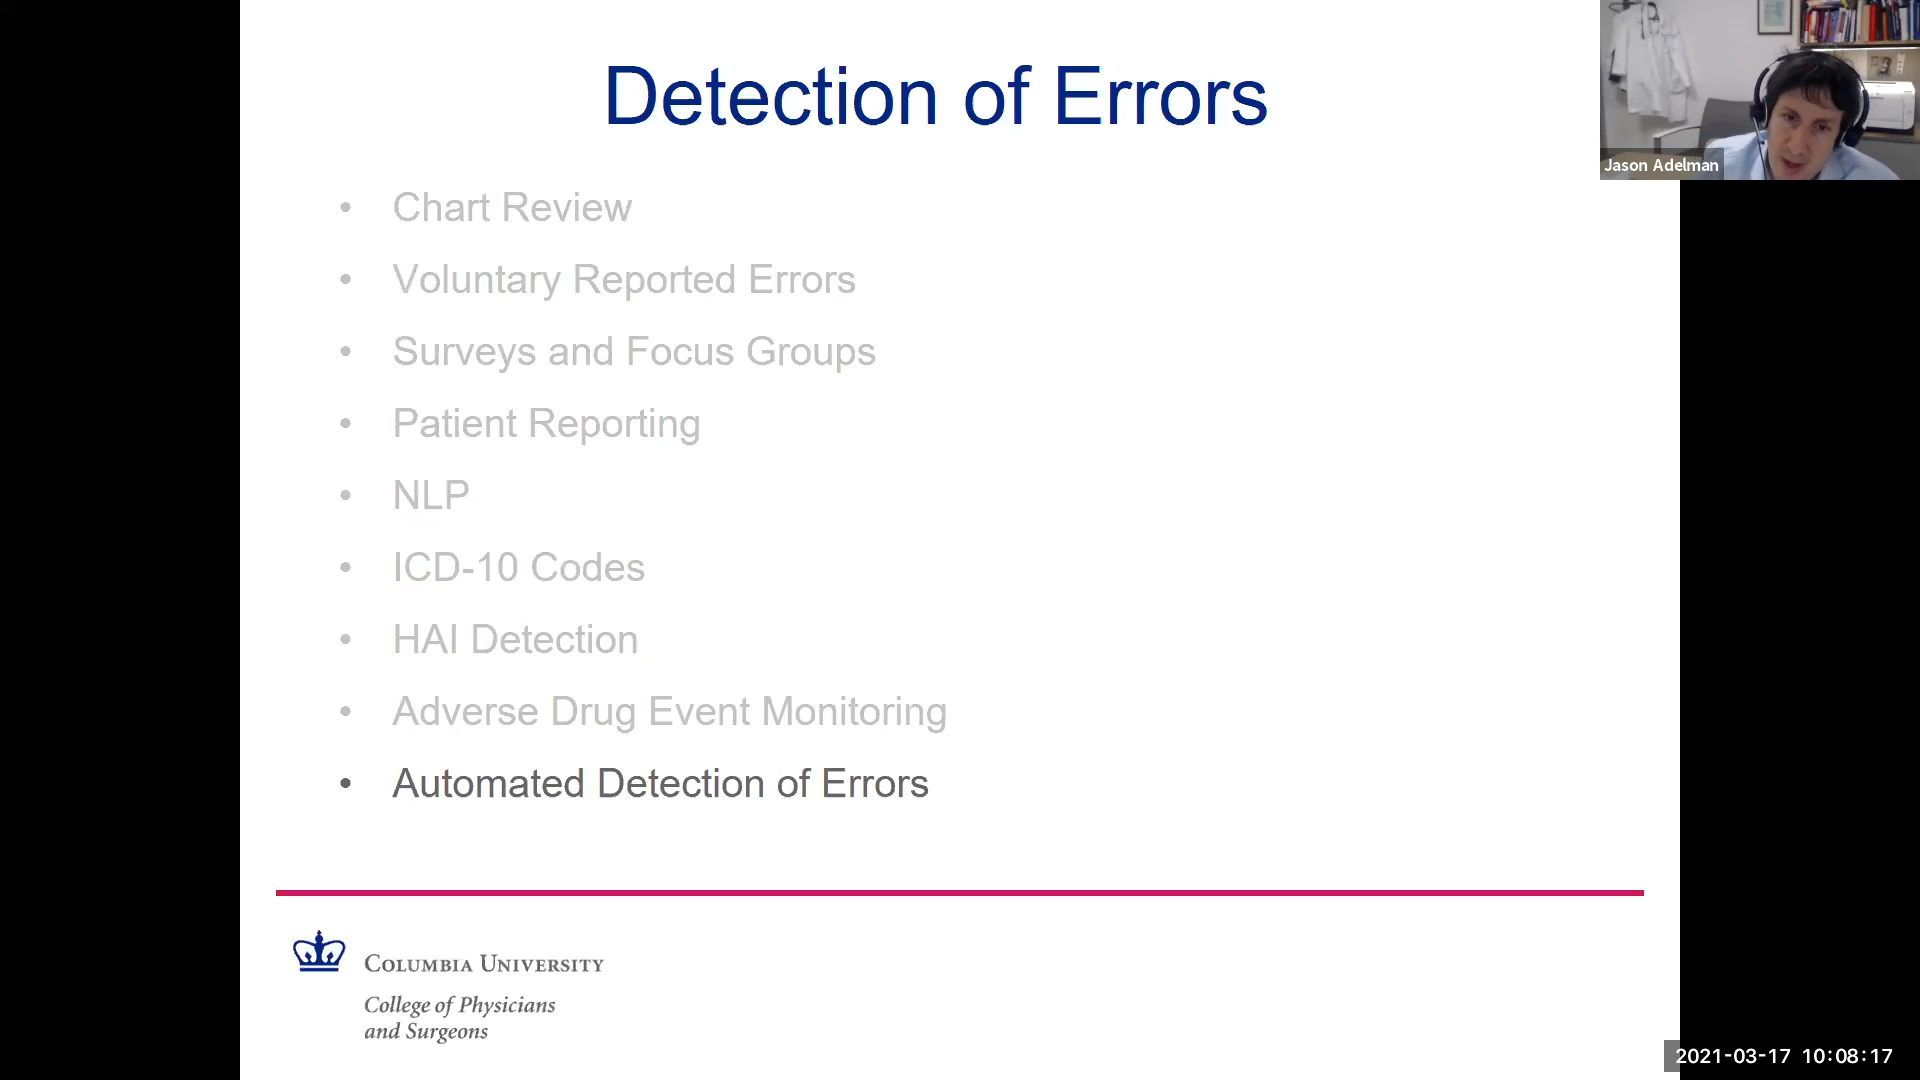 Detection of Errors
Jason Adelman
• Chart Review
• Voluntary Reported Errors
• Surveys and Focus Groups
• Patient Reporting
• NLP
• ICD-10 Codes
• HAI Detection
• Adverse Drug Event Monitoring
• Automated Detection of Errors
COLUMBIA UNIVERSITY
College of Physicians
and Surgeons
2021-03-17 10:08:17